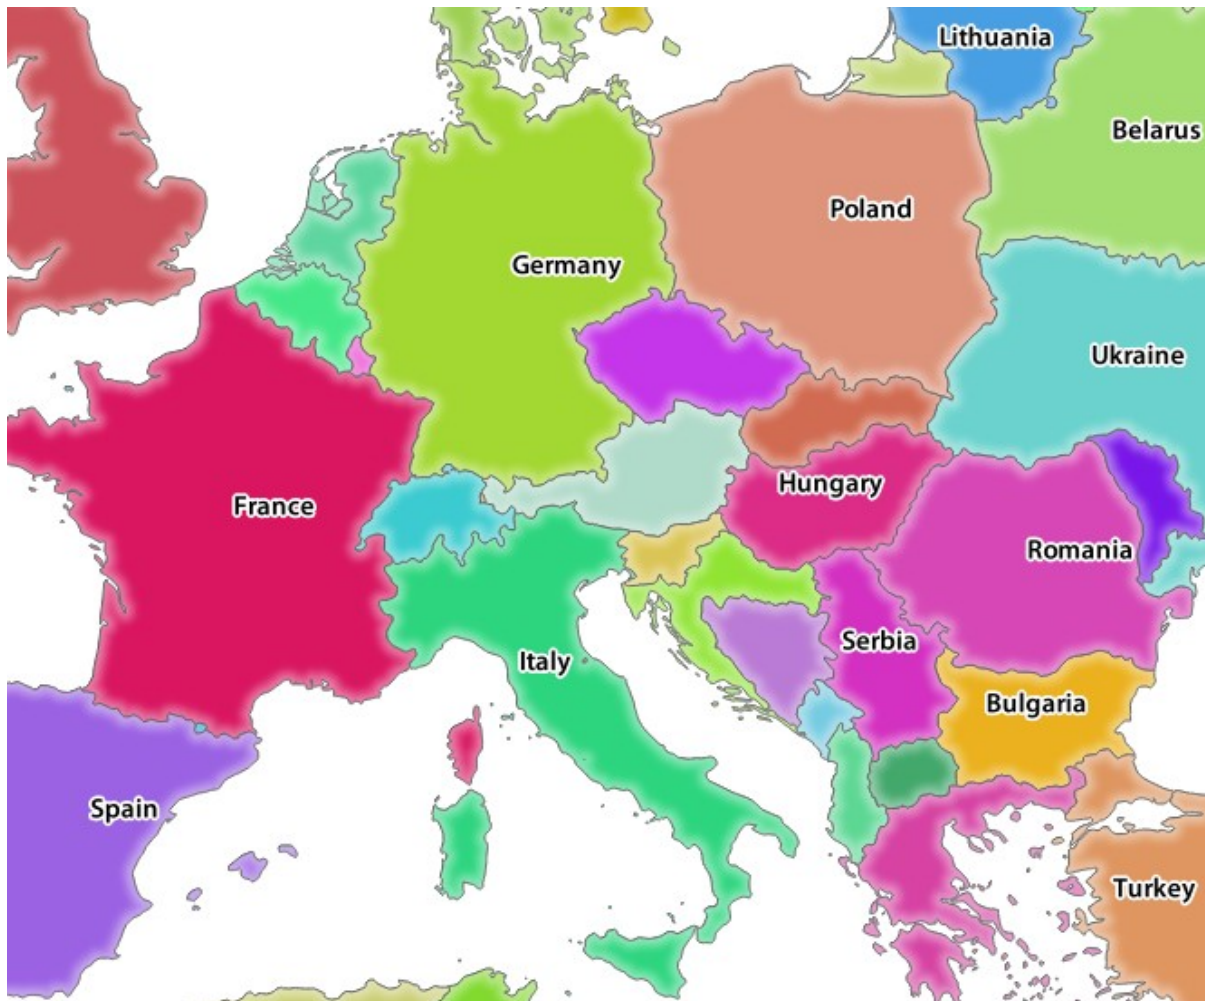 Lithuania
Belarus
Poland
Germany
Ukraine
Hungary
France
Romania
Serbia
Italy
Bulgaria
Spain
Turkey